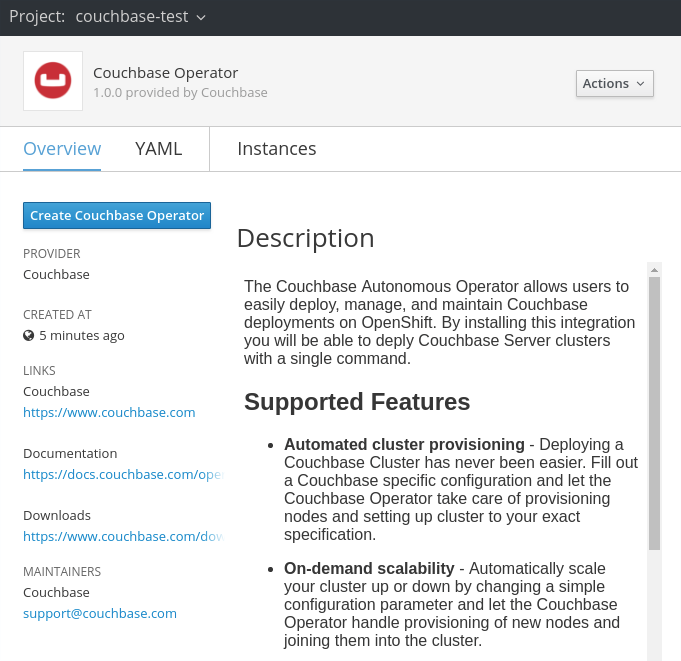 Project: couchbase-test
Couchbase Operator
1.0.0 provided by Couchbase
Actions
Overview
YAML
Instances
Create Couchbase Operator
PROVIDER
Couchbase
CREATED AT
5 minutes ago
LINKS
Couchbase
https://www.couchbase.com
Documentation
https://docs.couchbase.com/ope
Downloads
https://www.couchbase.com/dow
MAINTAINERS
Couchbase
support@couchbase.com
Description
The Couchbase Autonomous Operator allows users to
easily deploy, manage, and maintain Couchbase
deployments on OpenShift. By installing this integration
you will be able to deply Couchbase Server clusters
with a single command.
Supported Features
• Automated cluster provisioning - Deploying a
Couchbase Cluster has never been easier. Fill out
a Couchbase specific configuration and let the
Couchbase Operator take care of provisioning
nodes and setting up cluster to your exact
specification.
• On-demand scalability - Automatically scale
your cluster up or down by changing a simple
configuration parameter and let the Couchbase
Operator handle provisioning of new nodes and
joining them into the cluster.